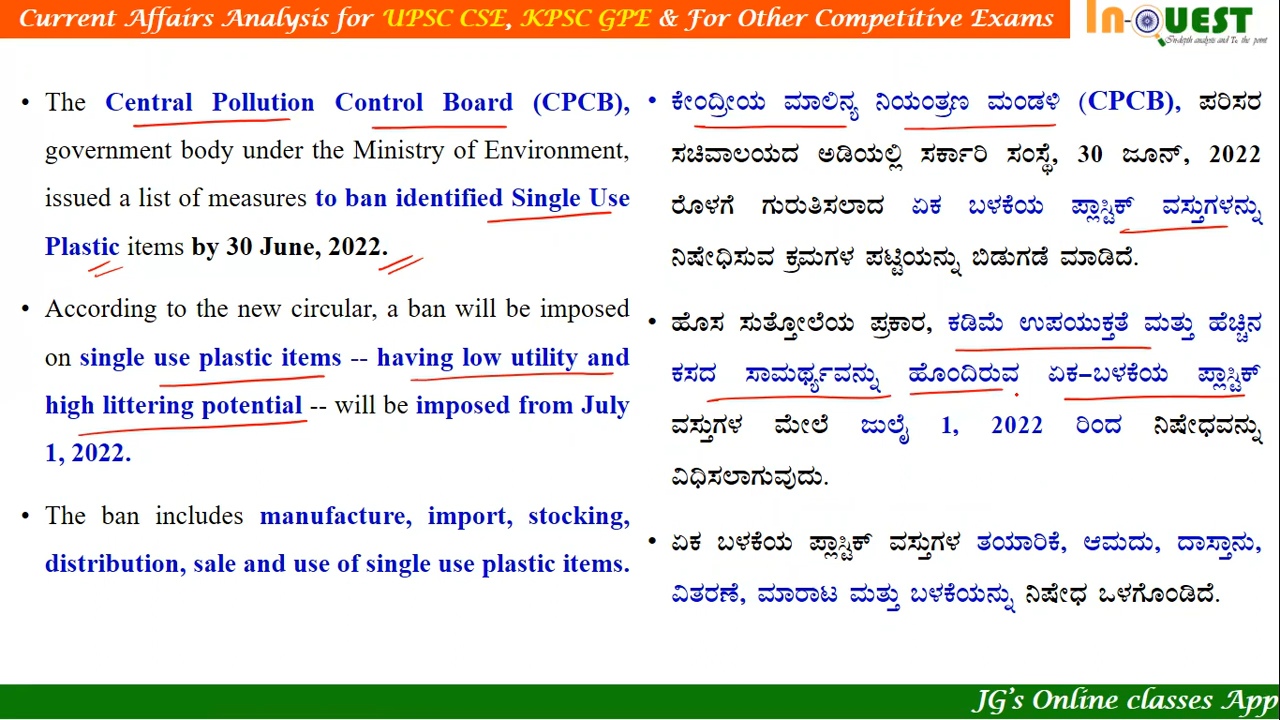 Current Affairs Analysis for UPSC CSE, KPSC GPE & For Other Competitive Exams
In-QUEST
In-depth analysis and To the point
• The Central Pollution Control Board (CPCB),
government body under the Ministry of Environment,
issued a list of measures to ban identified Single Use
Plastic items by 30 June, 2022.
• According to the new circular, a ban will be imposed
on single use plastic items -- having low utility and
high littering potential -- will be imposed from July
1, 2022.
• The ban includes manufacture, import, stocking,
distribution, sale and use of single use plastic items.
• ಕೇಂದ್ರೀಯ ಮಾಲಿನ್ಯ ನಿಯಂತ್ರಣ ಮಂಡಳಿ (CPCB), ಪರಿಸರ
ಸಚಿವಾಲಯದ ಅಡಿಯಲ್ಲಿ ಸರ್ಕಾರಿ ಸಂಸ್ಥೆ, 30 ಜೂನ್, 2022
ರೊಳಗೆ ಗುರುತಿಸಲಾದ ಏಕ ಬಳಕೆಯ ಪ್ಲಾಸ್ಟಿಕ್ ವಸ್ತುಗಳನ್ನು
ನಿಷೇಧಿಸುವ ಕ್ರಮಗಳ ಪಟ್ಟಿಯನ್ನು ಬಿಡುಗಡೆ ಮಾಡಿದೆ.
• ಹೊಸ ಸುತ್ತೋಲೆಯ ಪ್ರಕಾರ, ಕಡಿಮೆ ಉಪಯುಕ್ತತೆ ಮತ್ತು ಹೆಚ್ಚಿನ
ಕಸದ ಸಾಮರ್ಥ್ಯವನ್ನು ಹೊಂದಿರುವ ಏಕ-ಬಳಕೆಯ ಪ್ಲಾಸ್ಟಿಕ್
ವಸ್ತುಗಳ ಮೇಲೆ ಜುಲೈ 1, 2022 ರಿಂದ ನಿಷೇಧವನ್ನು
ವಿಧಿಸಲಾಗುವುದು.
• ಏಕ ಬಳಕೆಯ ಪ್ಲಾಸ್ಟಿಕ್ ವಸ್ತುಗಳ ತಯಾರಿಕೆ, ಆಮದು, ದಾಸ್ತಾನು,
ವಿತರಣೆ, ಮಾರಾಟ ಮತ್ತು ಬಳಕೆಯನ್ನು ನಿಷೇಧ ಒಳಗೊಂಡಿದೆ.
JG's Online classes App